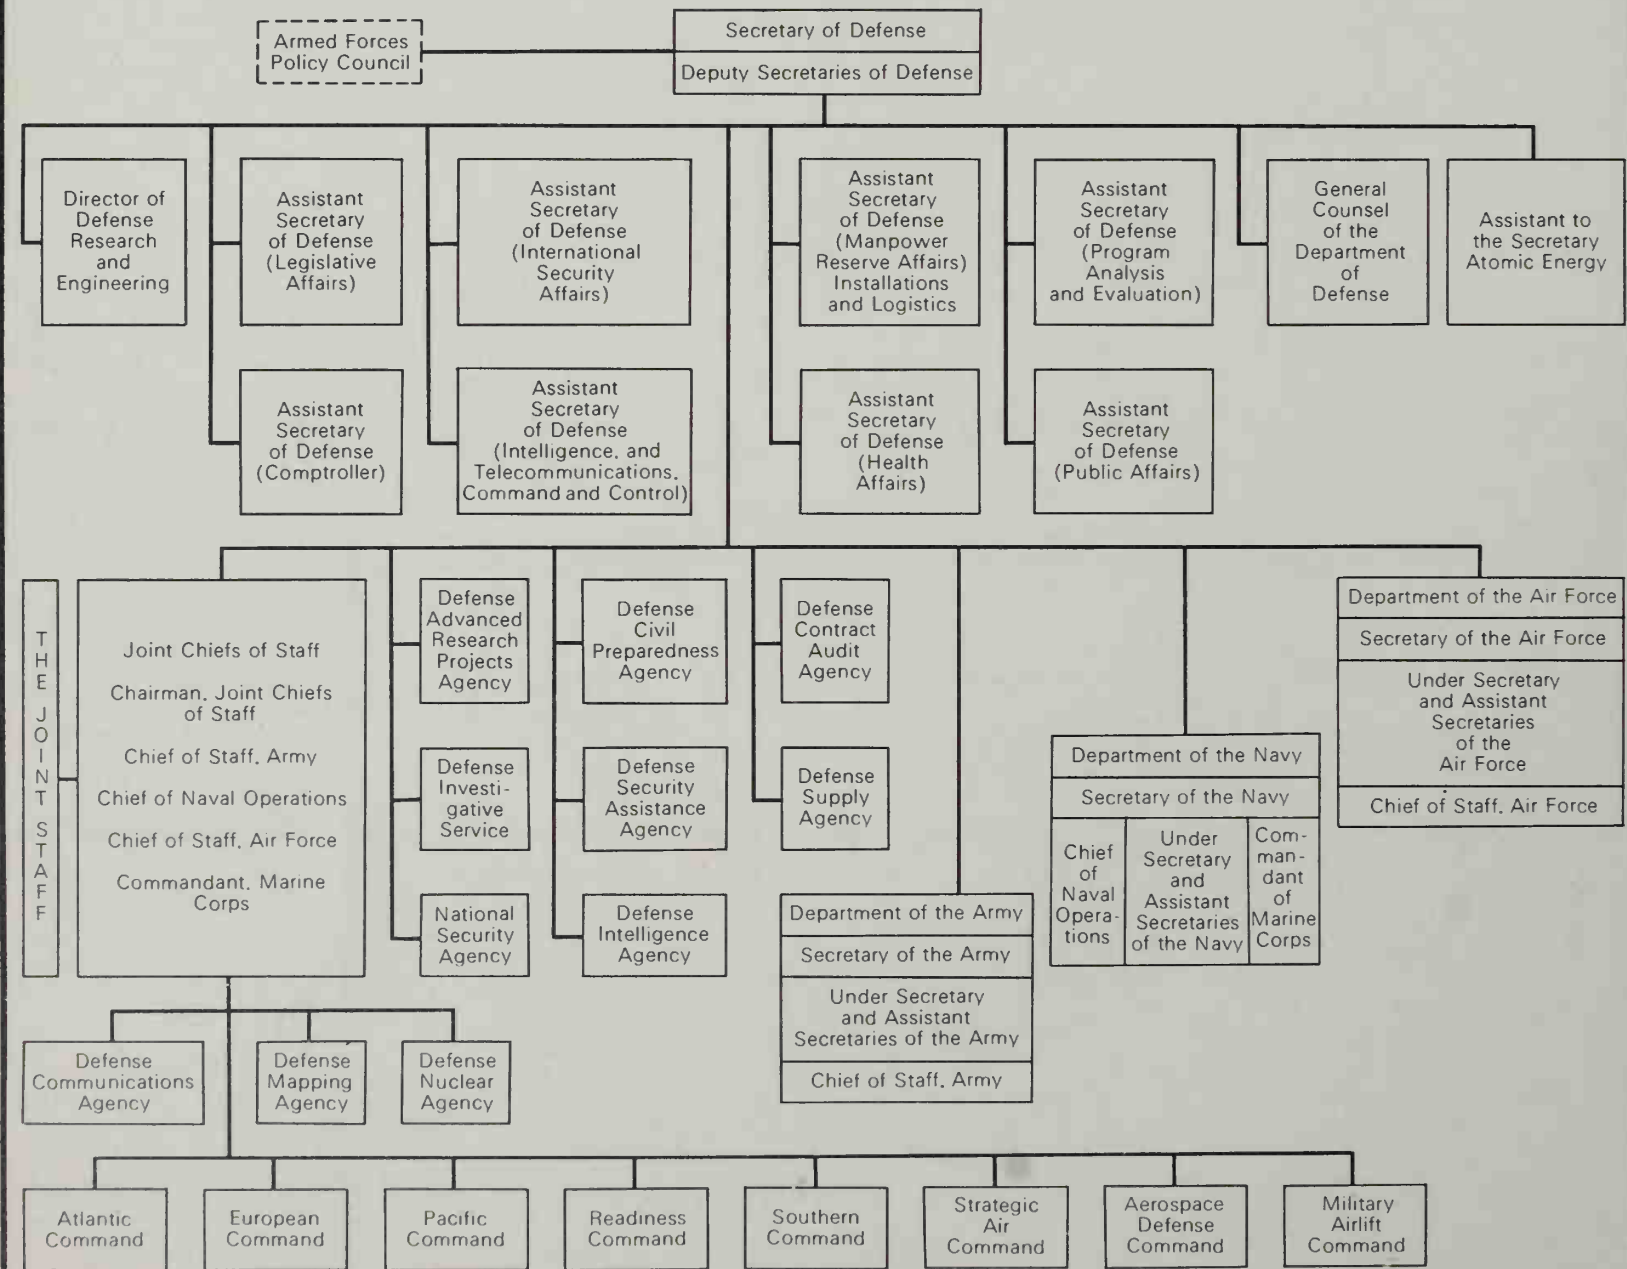 Armed Forces
Policy Council
Secretary of Defense
Deputy Secretaries of Defense
Director of
Defense
Research
and
Engineering
Assistant
Secretary
of Defense
(Legislative
Affairs)
Assistant
Secretary
of Defense
(International
Security
Affairs)
Assistant
Secretary
of Defense
(Manpower
Reserve Affairs)
Installations
and Logistics
Assistant
Secretary
of Defense
(Program
Analysis
and Evaluation)
General
Counsel
of the
Department
of
Defense
Assistant to
the Secretary
Atomic Energy
Assistant
Secretary
of Defense
(Comptroller)
Assistant
Secretary
of Defense
(Intelligence, and
Telecommunications,
Command and Control)
Assistant
Secretary
of Defense
(Health
Affairs)
Assistant
Secretary
of Defense
(Public Affairs)
THE JOINT STAFF
Joint Chiefs of Staff
Chairman, Joint Chiefs
of Staff
Chief of Staff, Army
Chief of Naval Operations
Chief of Staff, Air Force
Commandant, Marine
Corps
Defense
Advanced
Research
Projects
Agency
Defense
Civil
Preparedness
Agency
Defense
Contract
Audit
Agency
Defense
Investi-
gative
Service
Defense
Security
Assistance
Agency
Defense
Supply
Agency
National
Security
Agency
Defense
Intelligence
Agency
Department of the Army
Secretary of the Army
Under Secretary
and Assistant
Secretaries of the Army
Chief of Staff, Army
Department of the Navy
Secretary of the Navy
Chief
of
Naval
Opera-
tions
Under
Secretary
and
Assistant
Secretaries
of the Navy
Com-
man-
dant
of
Marine
Corps
Department of the Air Force
Secretary of the Air Force
Under Secretary
and Assistant
Secretaries
of the
Air Force
Chief of Staff, Air Force
Defense
Communications
Agency
Defense
Mapping
Agency
Defense
Nuclear
Agency
Atlantic
Command
European
Command
Pacific
Command
Readiness
Command
Southern
Command
Strategic
Air
Command
Aerospace
Defense
Command
Military
Airlift
Command